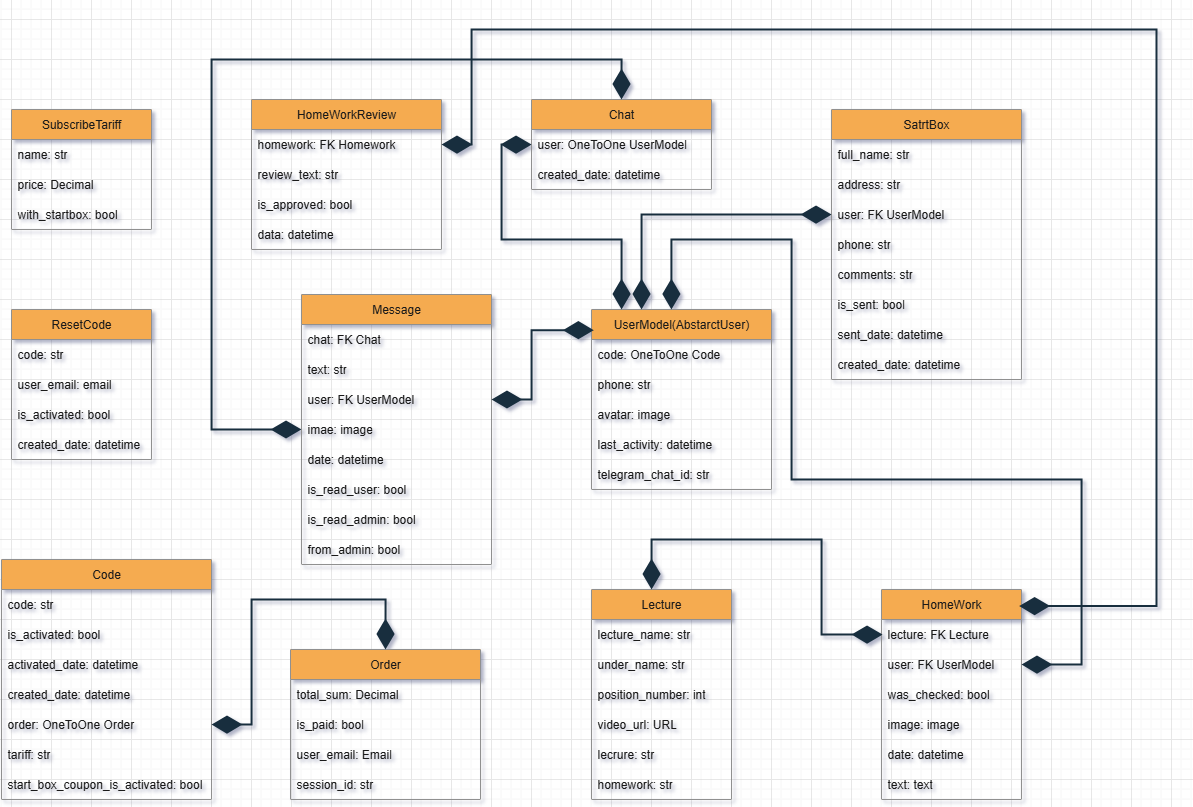 SubscribeTariff
name: str
price: Decimal
with_startbox: bool
HomeWorkReview
homework: FK Homework
review_text: str
is_approved: bool
data: datetime
Chat
user: OneToOne UserModel
created_date: datetime
SatrtBox
full_name: str
address: str
user: FK UserModel
phone: str
comments: str
is_sent: bool
sent_date: datetime
created_date: datetime
ResetCode
code: str
user_email: email
is_activated: bool
created_date: datetime
Message
chat: FK Chat
text: str
user: FK UserModel
imae: image
date: datetime
is_read_user: bool
is_read_admin: bool
from_admin: bool
UserModel(AbstarctUser)
code: OneToOne Code
phone: str
avatar: image
last_activity: datetime
telegram_chat_id: str
Code
code: str
is_activated: bool
activated_date: datetime
created_date: datetime
order: OneToOne Order
tariff: str
start_box_coupon_is_activated: bool
Order
total_sum: Decimal
is_paid: bool
user_email: Email
session_id: str
Lecture
lecture_name: str
under_name: str
position_number: int
video_url: URL
lecrure: str
homework: str
HomeWork
lecture: FK Lecture
user: FK UserModel
was_checked: bool
image: image
date: datetime
text: text